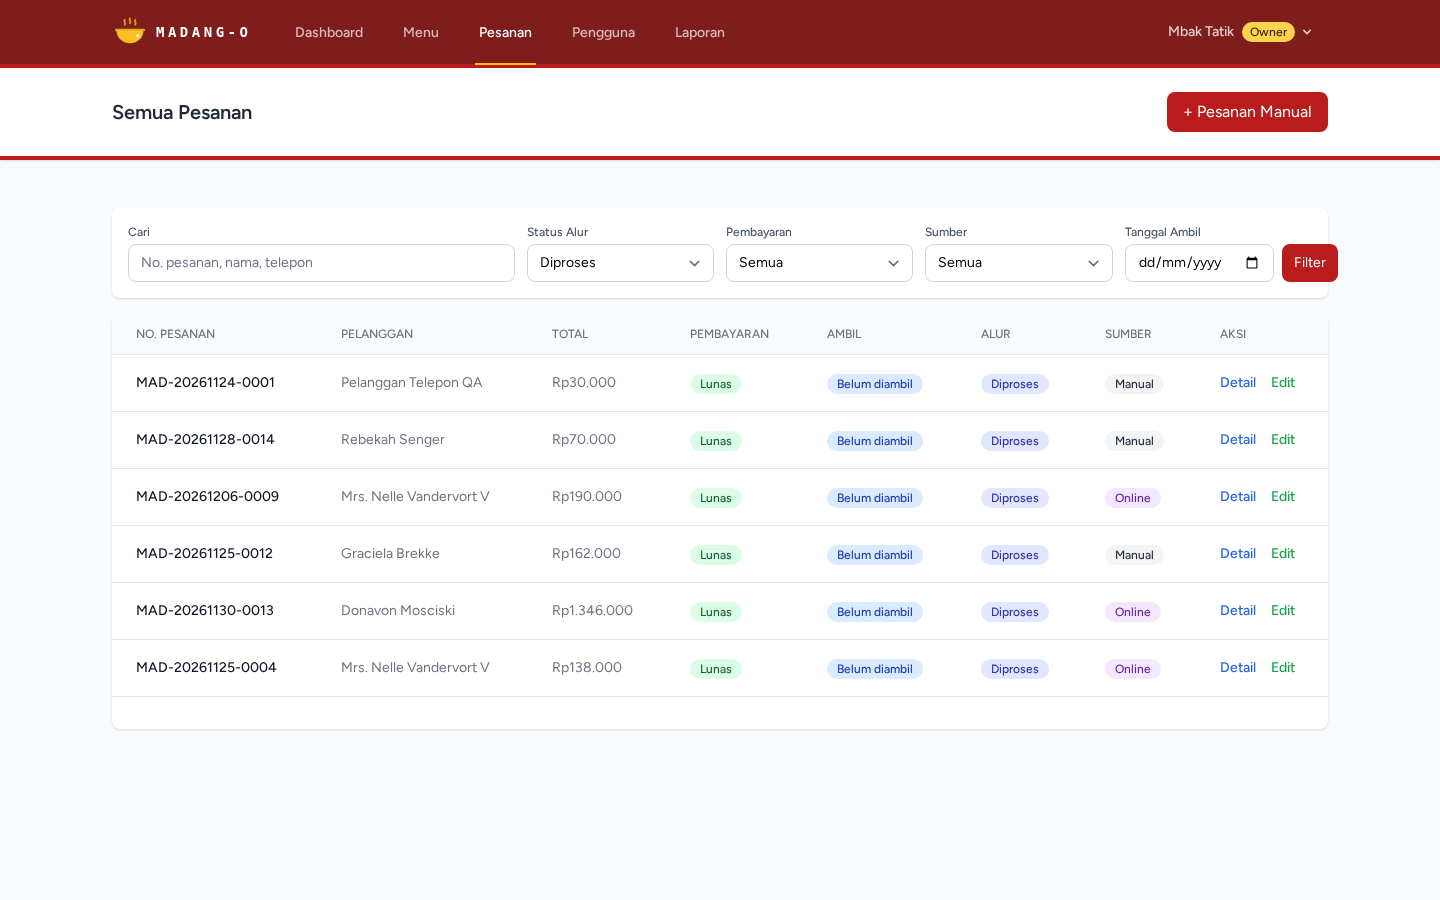 MADANG-O Dashboard Menu Pesanan Pengguna Laporan Mbak Tatik Owner
Semua Pesanan + Pesanan Manual
Cari Status Alur Pembayaran Sumber Tanggal Ambil
No. pesanan, nama, telepon Diproses Semua Semua dd/mm/yyyy Filter
NO. PESANAN PELANGGAN TOTAL PEMBAYARAN AMBIL ALUR SUMBER AKSI
MAD-20261124-0001 Pelanggan Telepon QA Rp30.000 Lunas Belum diambil Diproses Manual Detail Edit
MAD-20261128-0014 Rebekah Senger Rp70.000 Lunas Belum diambil Diproses Manual Detail Edit
MAD-20261206-0009 Mrs. Nelle Vandervort V Rp190.000 Lunas Belum diambil Diproses Online Detail Edit
MAD-20261125-0012 Graciela Brekke Rp162.000 Lunas Belum diambil Diproses Manual Detail Edit
MAD-20261130-0013 Donavon Mosciski Rp1.346.000 Lunas Belum diambil Diproses Online Detail Edit
MAD-20261125-0004 Mrs. Nelle Vandervort V Rp138.000 Lunas Belum diambil Diproses Online Detail Edit